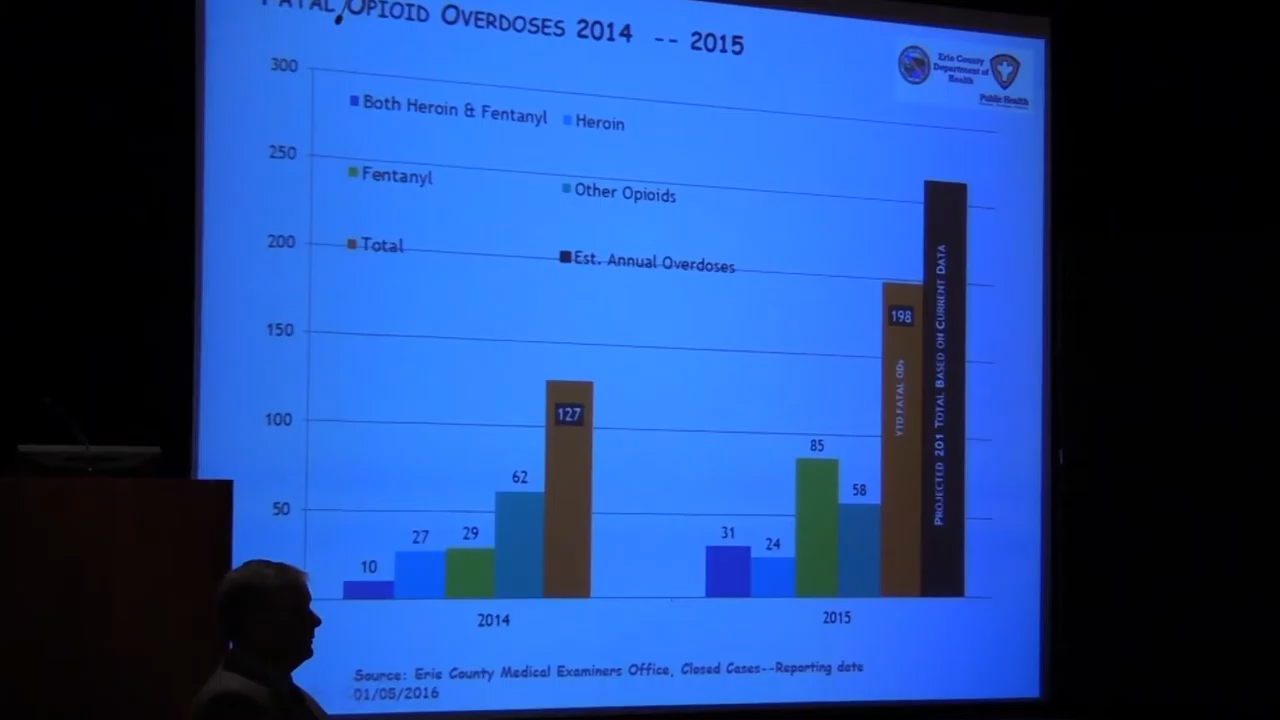 FATAL OPIOID OVERDOSES 2014 -- 2015
Erie County
Department of
Health
Public Health
300
Both Heroin & Fentanyl
Heroin
250
Fentanyl
Other Opioids
200
Total
Est. Annual Overdoses
150
100
50
10
27
29
62
127
31
24
85
58
198
YTD FATAL ODs
PROJECTED 201 TOTAL BASED ON CURRENT DATA
2014
2015
Source: Erie County Medical Examiners Office, Closed Cases--Reporting date
01/05/2016